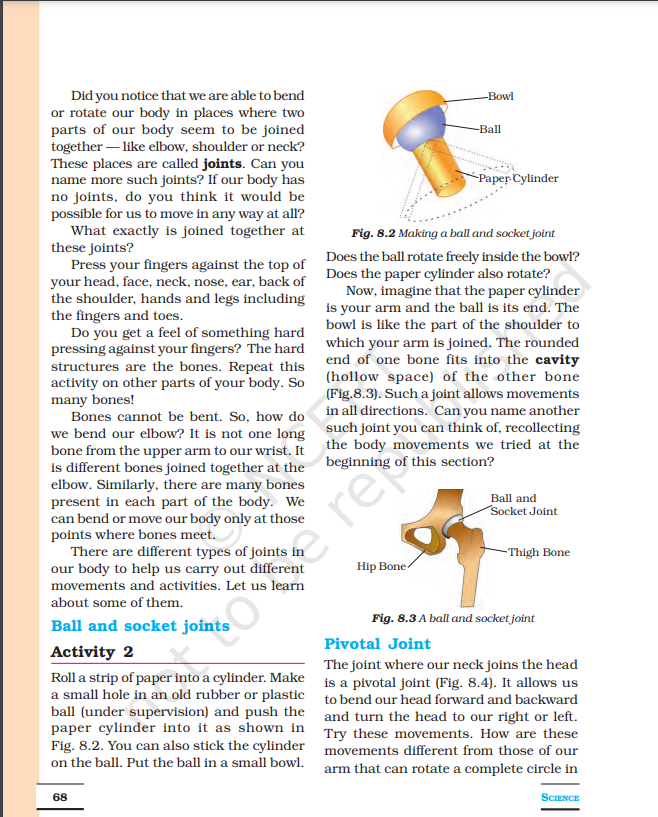 Did you notice that we are able to bend
or rotate our body in places where two
parts of our body seem to be joined
together — like elbow, shoulder or neck?
These places are called joints. Can you
name more such joints? If our body has
no joints, do you think it would be
possible for us to move in any way at all?
What exactly is joined together at
these joints?
Press your fingers against the top of
your head, face, neck, nose, ear, back of
the shoulder, hands and legs including
the fingers and toes.
Do you get a feel of something hard
pressing against your fingers? The hard
structures are the bones. Repeat this
activity on other parts of your body. So
many bones!
Bones cannot be bent. So, how do
we bend our elbow? It is not one long
bone from the upper arm to our wrist. It
is different bones joined together at the
elbow. Similarly, there are many bones
present in each part of the body. We
can bend or move our body only at those
points where bones meet.
There are different types of joints in
our body to help us carry out different
movements and activities. Let us learn
about some of them.
Ball and socket joints
Activity 2
Roll a strip of paper into a cylinder. Make
a small hole in an old rubber or plastic
ball (under supervision) and push the
paper cylinder into it as shown in
Fig. 8.2. You can also stick the cylinder
on the ball. Put the ball in a small bowl.
Bowl
Ball
Paper Cylinder
Fig. 8.2 Making a ball and socket joint
Does the ball rotate freely inside the bowl?
Does the paper cylinder also rotate?
Now, imagine that the paper cylinder
is your arm and the ball is its end. The
bowl is like the part of the shoulder to
which your arm is joined. The rounded
end of one bone fits into the cavity
(hollow space) of the other bone
(Fig.8.3). Such a joint allows movements
in all directions. Can you name another
such joint you can think of, recollecting
the body movements we tried at the
beginning of this section?
Ball and
Socket Joint
Thigh Bone
Hip Bone
Fig. 8.3 A ball and socket joint
Pivotal Joint
The joint where our neck joins the head
is a pivotal joint (Fig. 8.4). It allows us
to bend our head forward and backward
and turn the head to our right or left.
Try these movements. How are these
movements different from those of our
arm that can rotate a complete circle in
68
SCIENCE
© NCERT
not to be republished